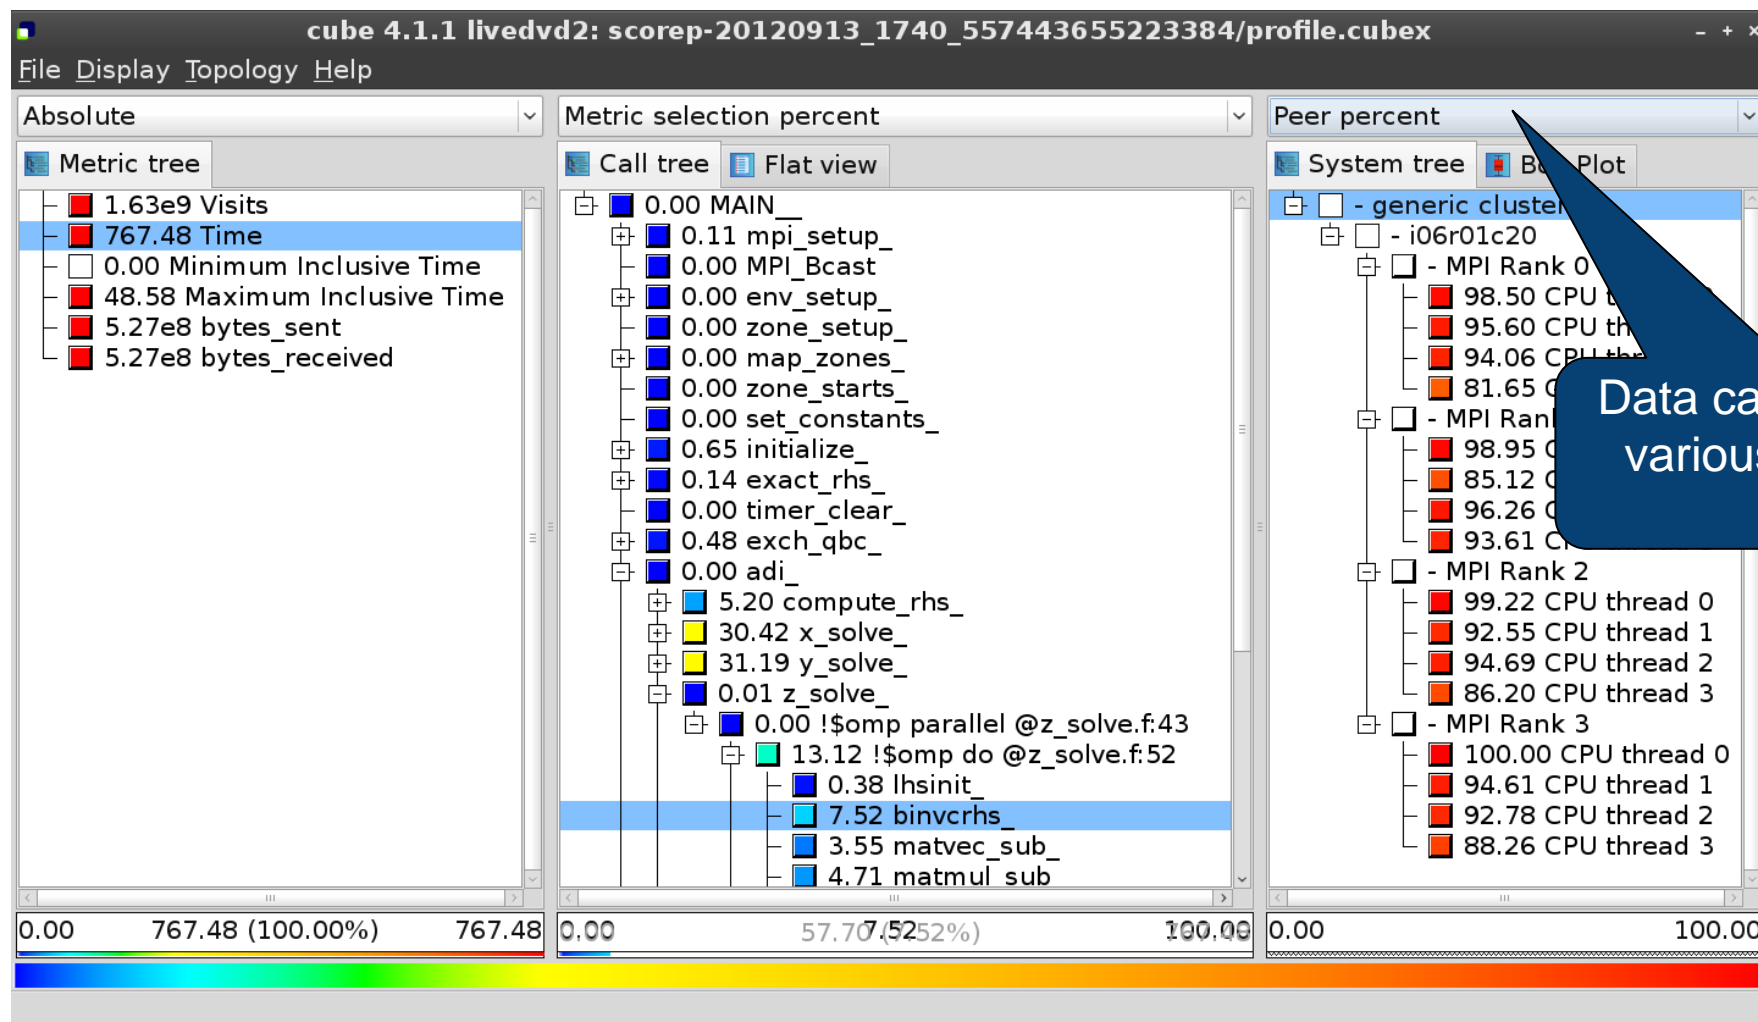 cube 4.1.1 livedvd2: scorep-20120913_1740_557443655223384/profile.cubex
File Display Topology Help
Absolute
Metric tree
1.63e9 Visits
767.48 Time
0.00 Minimum Inclusive Time
48.58 Maximum Inclusive Time
5.27e8 bytes_sent
5.27e8 bytes_received
0.00 767.48 (100.00%) 767.48
Metric selection percent
Call tree Flat view
0.00 MAIN__
0.11 mpi_setup_
0.00 MPI_Bcast
0.00 env_setup_
0.00 zone_setup_
0.00 map_zones_
0.00 zone_starts_
0.00 set_constants_
0.65 initialize_
0.14 exact_rhs_
0.00 timer_clear_
0.48 exch_qbc_
0.00 adi_
5.20 compute_rhs_
30.42 x_solve_
31.19 y_solve_
0.01 z_solve_
0.00 !$omp parallel @z_solve.f:43
13.12 !$omp do @z_solve.f:52
0.38 lhsinit_
7.52 binvcrhs_
3.55 matvec_sub_
4.71 matmul_sub
0.00 7.52 100.00
Peer percent
System tree Plot
- generic cluster
- i06r01c20
- MPI Rank 0
98.50 CPU
95.60 CPU
94.06 CPU
81.65
- MPI Rank
98.95
85.12
96.26
93.61
- MPI Rank 2
99.22 CPU thread 0
92.55 CPU thread 1
94.69 CPU thread 2
86.20 CPU thread 3
- MPI Rank 3
100.00 CPU thread 0
94.61 CPU thread 1
92.78 CPU thread 2
88.26 CPU thread 3
0.00 100.00
Data